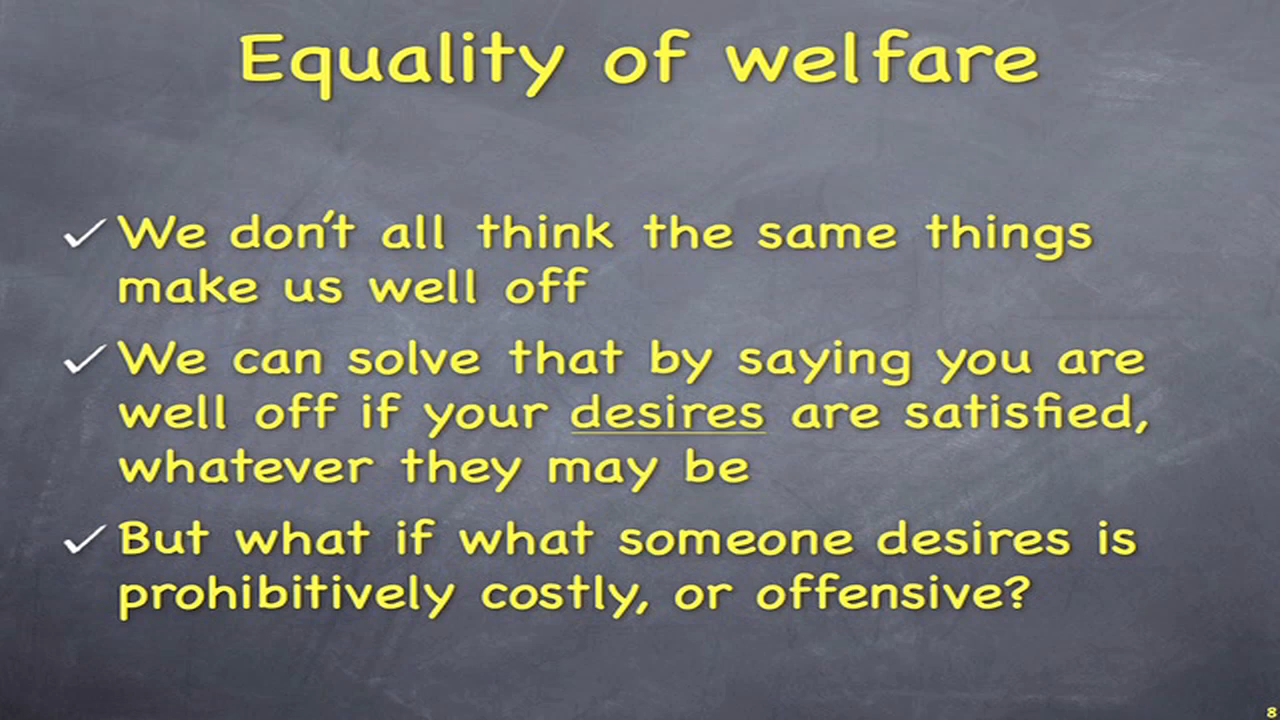 Equality of welfare
We don't all think the same things
make us well off
We can solve that by saying you are
well off if your desires are satisfied,
whatever they may be
But what if what someone desires is
prohibitively costly, or offensive?
8